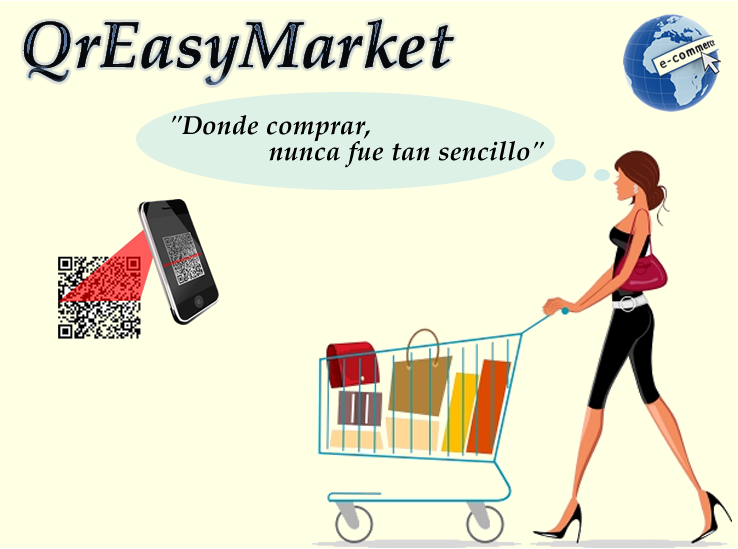 QrEasyMarket
e-commerce
"Donde comprar,
nunca fue tan sencillo"